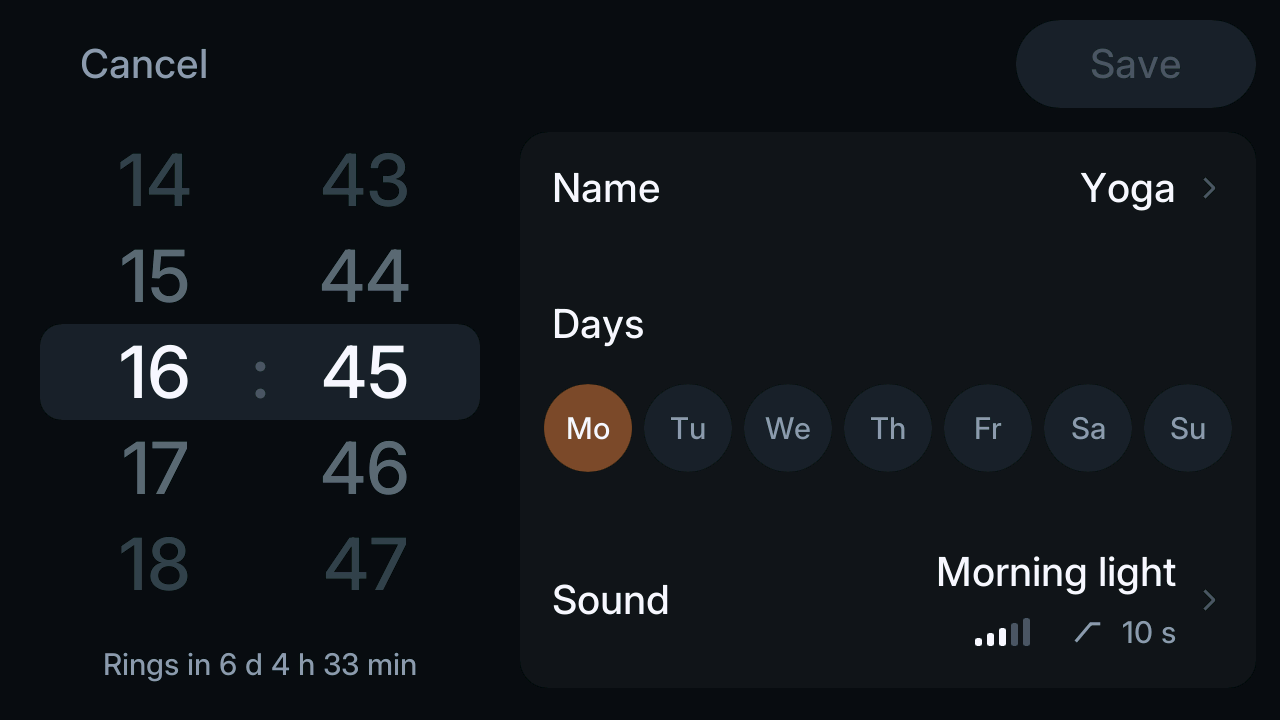 Cancel
Save
14 43
15 44
16 : 45
17 46
18 47
Rings in 6 d 4 h 33 min
Name Yoga
Days
Mo Tu We Th Fr Sa Su
Sound Morning light
10 s